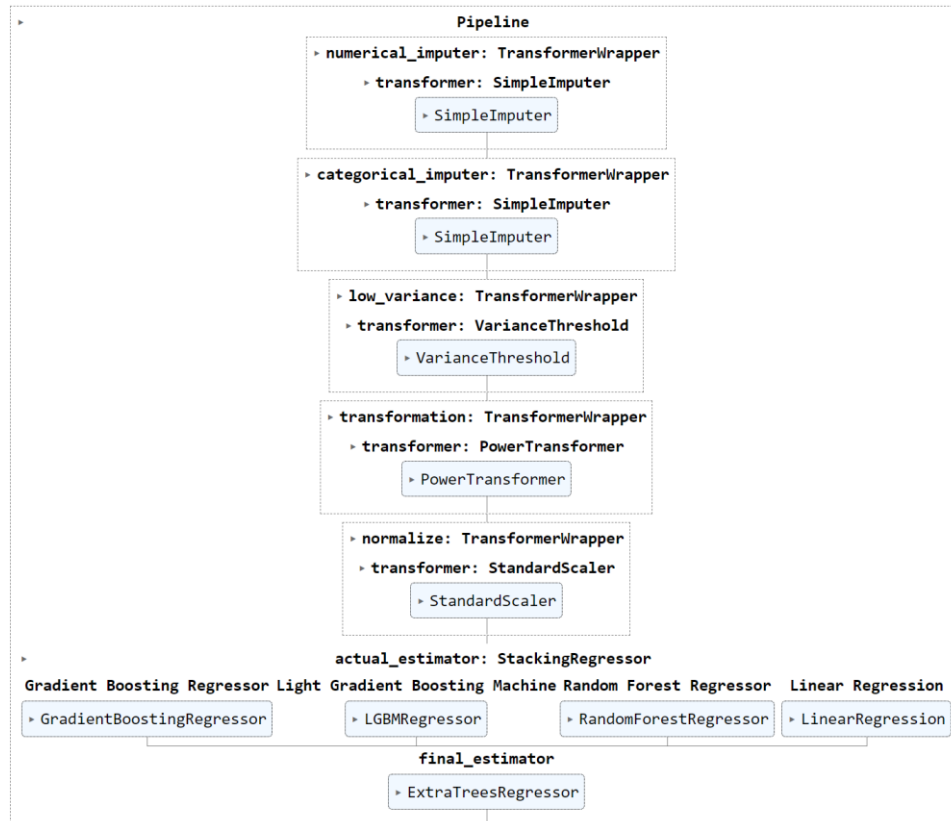 Pipeline
numerical_imputer: TransformerWrapper
transformer: SimpleImputer
SimpleImputer
categorical_imputer: TransformerWrapper
transformer: SimpleImputer
SimpleImputer
low_variance: TransformerWrapper
transformer: VarianceThreshold
VarianceThreshold
transformation: TransformerWrapper
transformer: PowerTransformer
PowerTransformer
normalize: TransformerWrapper
transformer: StandardScaler
StandardScaler
actual_estimator: StackingRegressor
Gradient Boosting Regressor Light Gradient Boosting Machine Random Forest Regressor Linear Regression
GradientBoostingRegressor LGBMRegressor RandomForestRegressor LinearRegression
final_estimator
ExtraTreesRegressor